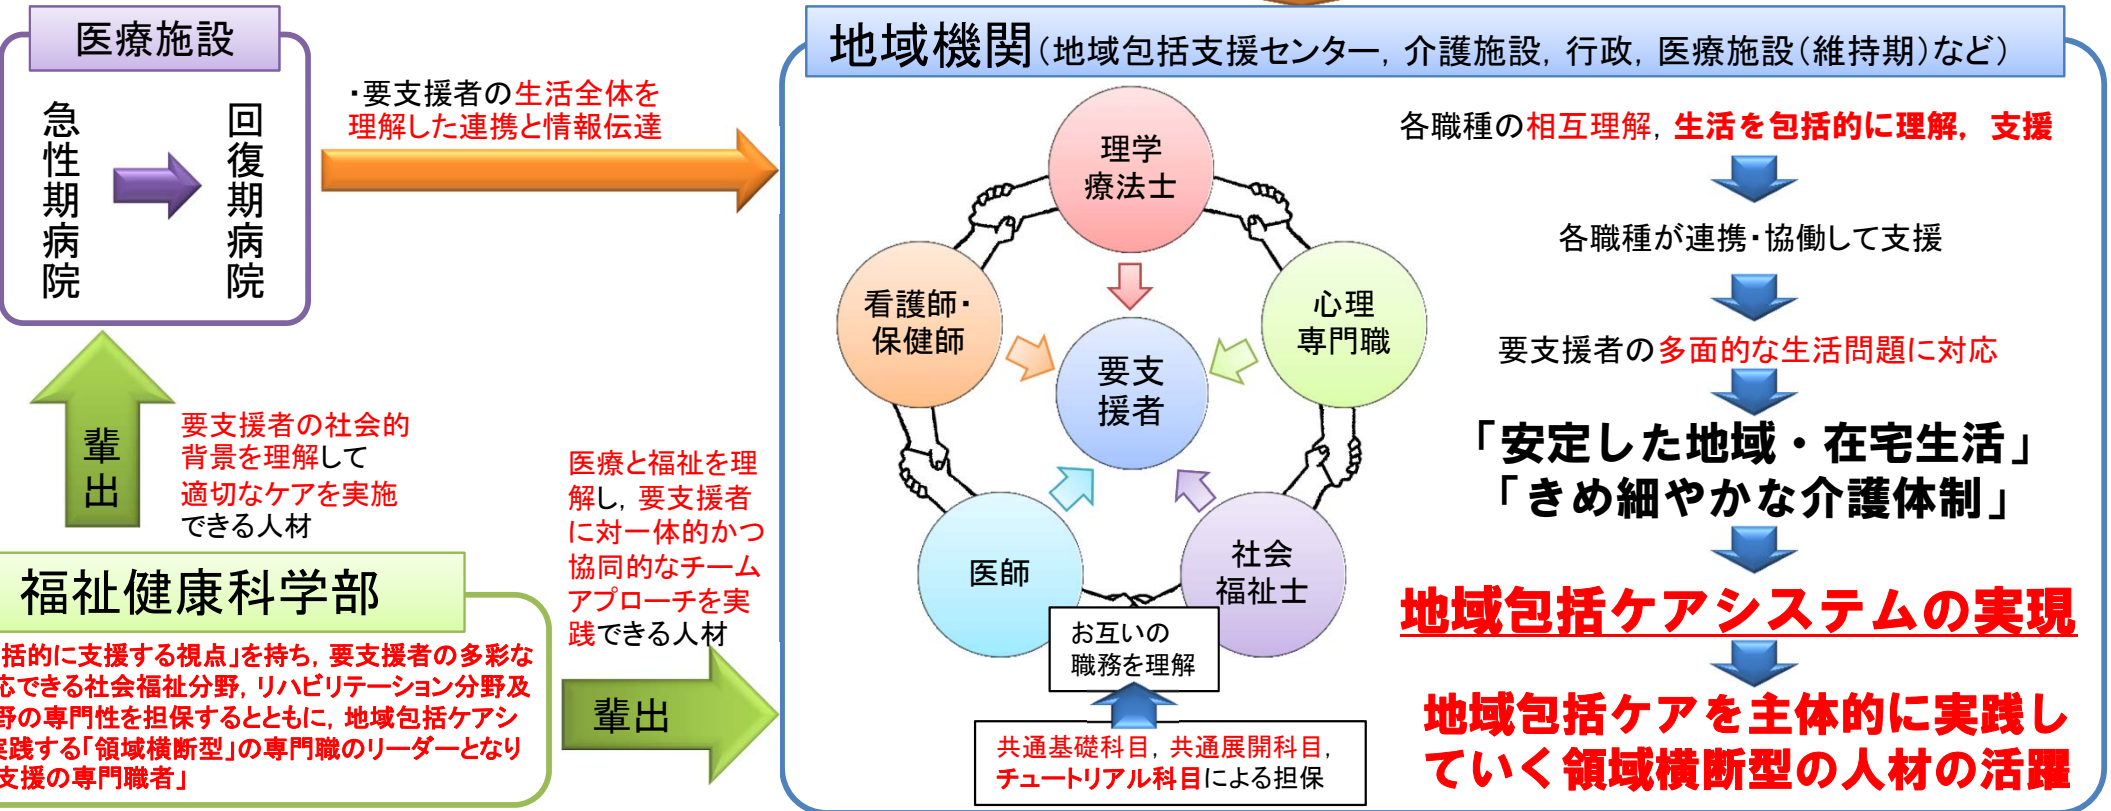 医療施設
急性期病院
回復期病院
・要支援者の生活全体を
理解した連携と情報伝達
輩出
要支援者の社会的
背景を理解して
適切なケアを実施
できる人材
福祉健康科学部
括的に支援する視点」を持ち，要支援者の多彩な
応できる社会福祉分野，リハビリテーション分野及
野の専門性を担保するとともに，地域包括ケアシ
実践する「領域横断型」の専門職のリーダーとなり
支援の専門職者」
医療と福祉を理
解し，要支援者
に対一体的かつ
協同的なチーム
アプローチを実
践できる人材
輩出
地域機関（地域包括支援センター，介護施設，行政，医療施設（維持期）など）
理学
療法士
看護師・
保健師
心理
専門職
要支
援者
医師
社会
福祉士
お互いの
職務を理解
共通基礎科目，共通展開科目，
チュートリアル科目による担保
各職種の相互理解，生活を包括的に理解，支援
各職種が連携・協働して支援
要支援者の多面的な生活問題に対応
「安定した地域・在宅生活」
「きめ細やかな介護体制」
地域包括ケアシステムの実現
地域包括ケアを主体的に実践し
ていく領域横断型の人材の活躍